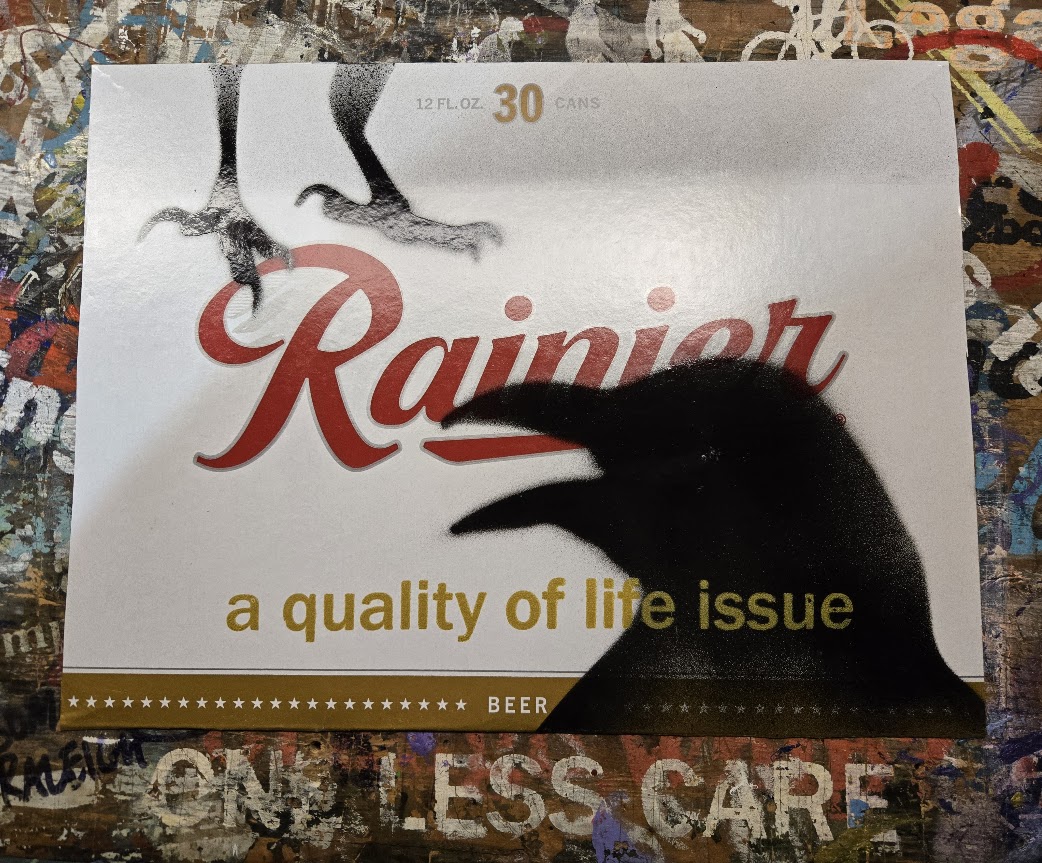 12 FL.OZ. 30 CANS
Rainier
a quality of life issue
BEER
ONE LESS CARE